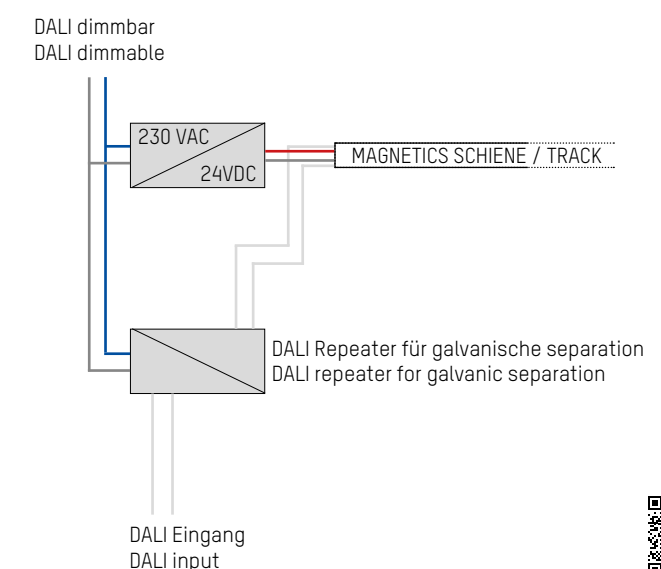 DALI dimmbar
DALI dimmable
230 VAC
24VDC
MAGNETICS SCHIENE / TRACK
DALI Repeater für galvanische separation
DALI repeater for galvanic separation
DALI Eingang
DALI input